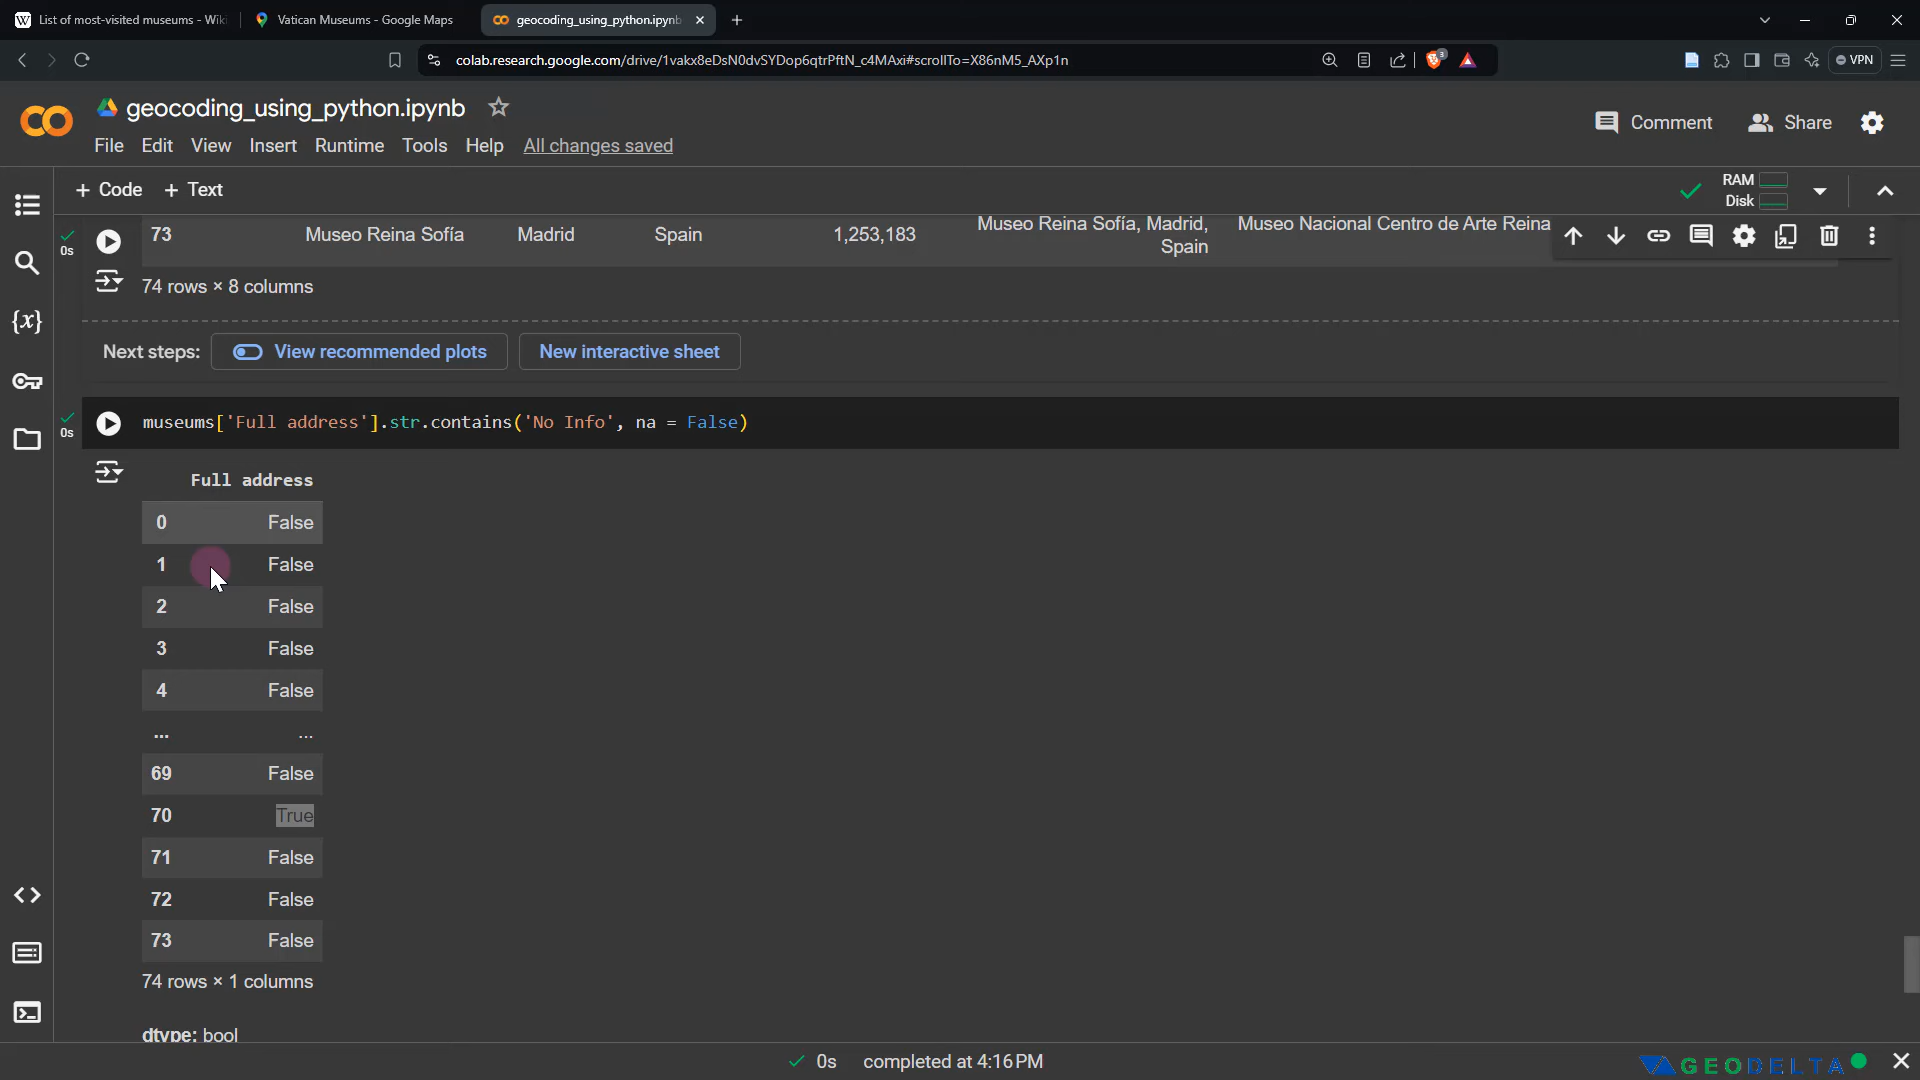 List of most-visited museums - Wiki
Vatican Museums - Google Maps
geocoding_using_python.ipynb
colab.research.google.com/drive/1vakx8eDsN0dvSYDop6qtrPftN_c4MAxi#scrollTo=X86nM5_AXp1n
3
VPN
geocoding_using_python.ipynb
Comment
Share
File Edit View Insert Runtime Tools Help All changes saved
+ Code + Text
RAM
Disk
0s
73 Museo Reina Sofía Madrid Spain 1,253,183 Museo Reina Sofía, Madrid, Spain Museo Nacional Centro de Arte Reina
74 rows × 8 columns
Next steps: View recommended plots New interactive sheet
0s
museums['Full address'].str.contains('No Info', na = False)
Full address
0 False
1 False
2 False
3 False
4 False
... ...
69 False
70 True
71 False
72 False
73 False
74 rows × 1 columns
dtype: bool
0s completed at 4:16 PM
GEODELTA